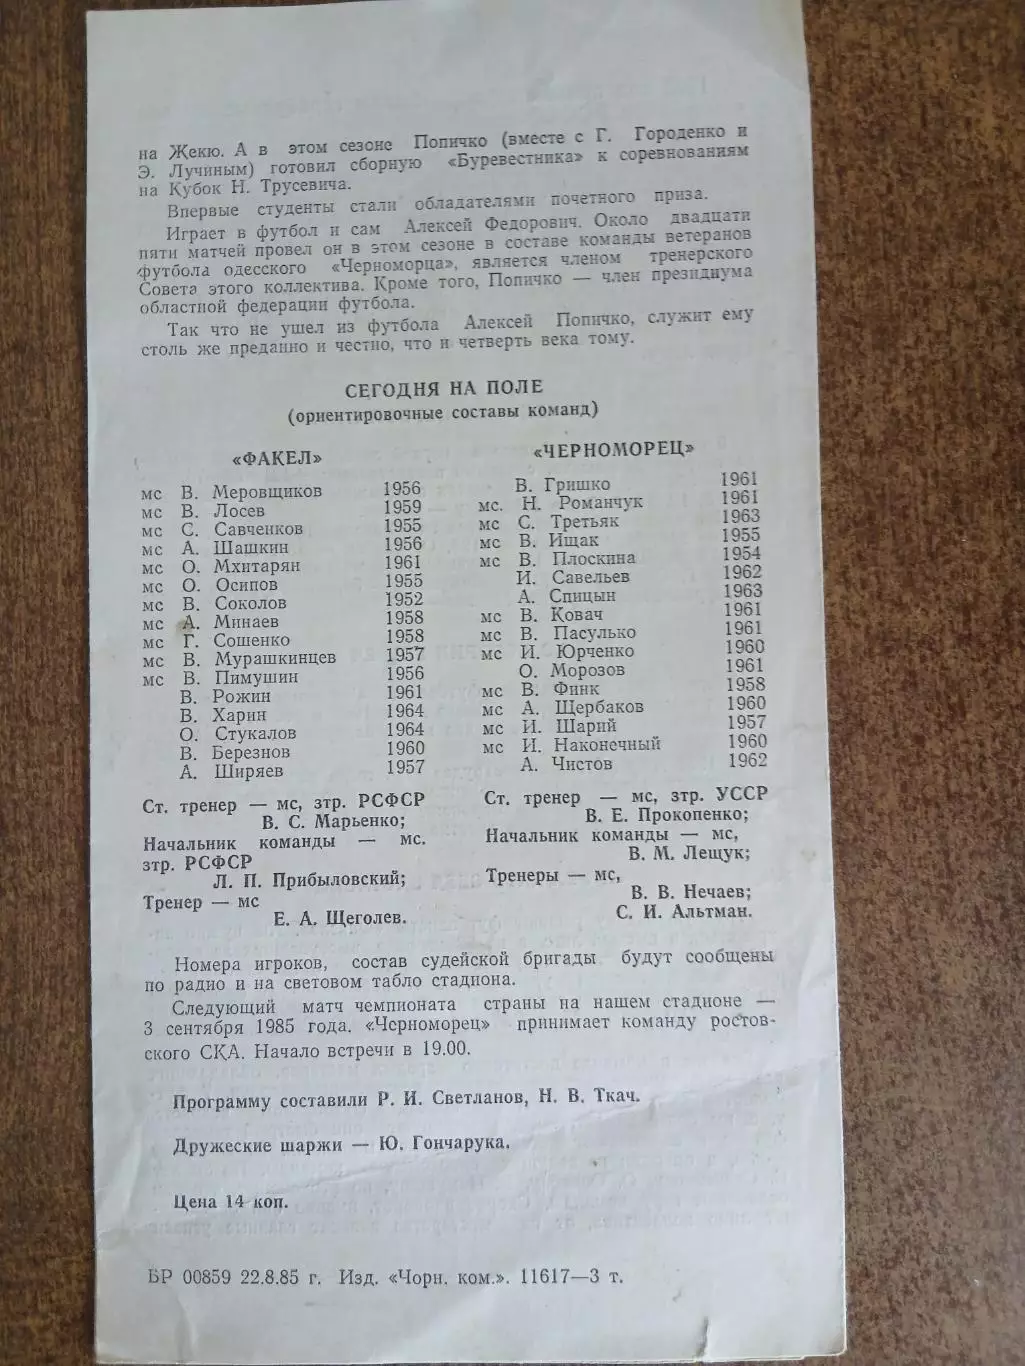 на Жекю. А в этом сезоне Попичко (вместе с Г. Городенко и
Э. Лучиным) готовил сборную «Буревестника» к соревнованиям
на Кубок Н. Трусевича.
Впервые студенты стали обладателями почетного приза.
Играет в футбол и сам Алексей Федорович. Около двадцати
пяти матчей провел он в этом сезоне в составе команды ветеранов
футбола одесского «Черноморца», является членом тренерского
Совета этого коллектива. Кроме того, Попичко — член президиума
областной федерации футбола.
Так что не ушел из футбола Алексей Попичко, служит ему
столь же преданно и честно, что и четверть века тому.
СЕГОДНЯ НА ПОЛЕ
(ориентировочные составы команд)
«ФАКЕЛ»
мс В. Меровщиков 1956
мс В. Лосев 1959
мс С. Савченков 1955
мс А. Шашкин 1956
мс О. Мхитарян 1961
мс О. Осипов 1955
мс В. Соколов 1952
мс А. Минаев 1958
мс Г. Сошенко 1958
мс В. Мурашкинцев 1957
мс В. Пимушин 1956
В. Рожин 1961
В. Харин 1964
О. Стукалов 1964
В. Березнов 1960
А. Ширяев 1957
Ст. тренер — мс, зтр. РСФСР
В. С. Марьенко;
Начальник команды — мс.
зтр. РСФСР
Л. П. Прибыловский;
Тренер — мс
Е. А. Щеголев.
«ЧЕРНОМОРЕЦ»
В. Гришко 1961
мс. Н. Романчук 1961
мс С. Третьяк 1963
мс В. Ищак 1955
мс В. Плоскина 1954
И. Савельев 1962
А. Спицын 1963
мс В. Ковач 1961
мс В. Пасулько 1961
мс И. Юрченко 1960
О. Морозов 1961
мс В. Финк 1958
мс А. Щербаков 1960
мс И. Шарий 1957
мс И. Наконечный 1960
А. Чистов 1962
Ст. тренер — мс, зтр. УССР
В. Е. Прокопенко;
Начальник команды — мс,
В. М. Лещук;
Тренеры — мс,
В. В. Нечаев;
С. И. Альтман.
Номера игроков, состав судейской бригады будут сообщены
по радио и на световом табло стадиона.
Следующий матч чемпионата страны на нашем стадионе —
3 сентября 1985 года. «Черноморец» принимает команду ростов-
ского СКА. Начало встречи в 19.00.
Программу составили Р. И. Светланов, Н. В. Ткач.
Дружеские шаржи — Ю. Гончарука.
Цена 14 коп.
БР 00859 22.8.85 г. Изд. «Чорн. ком.». 11617—3 т.